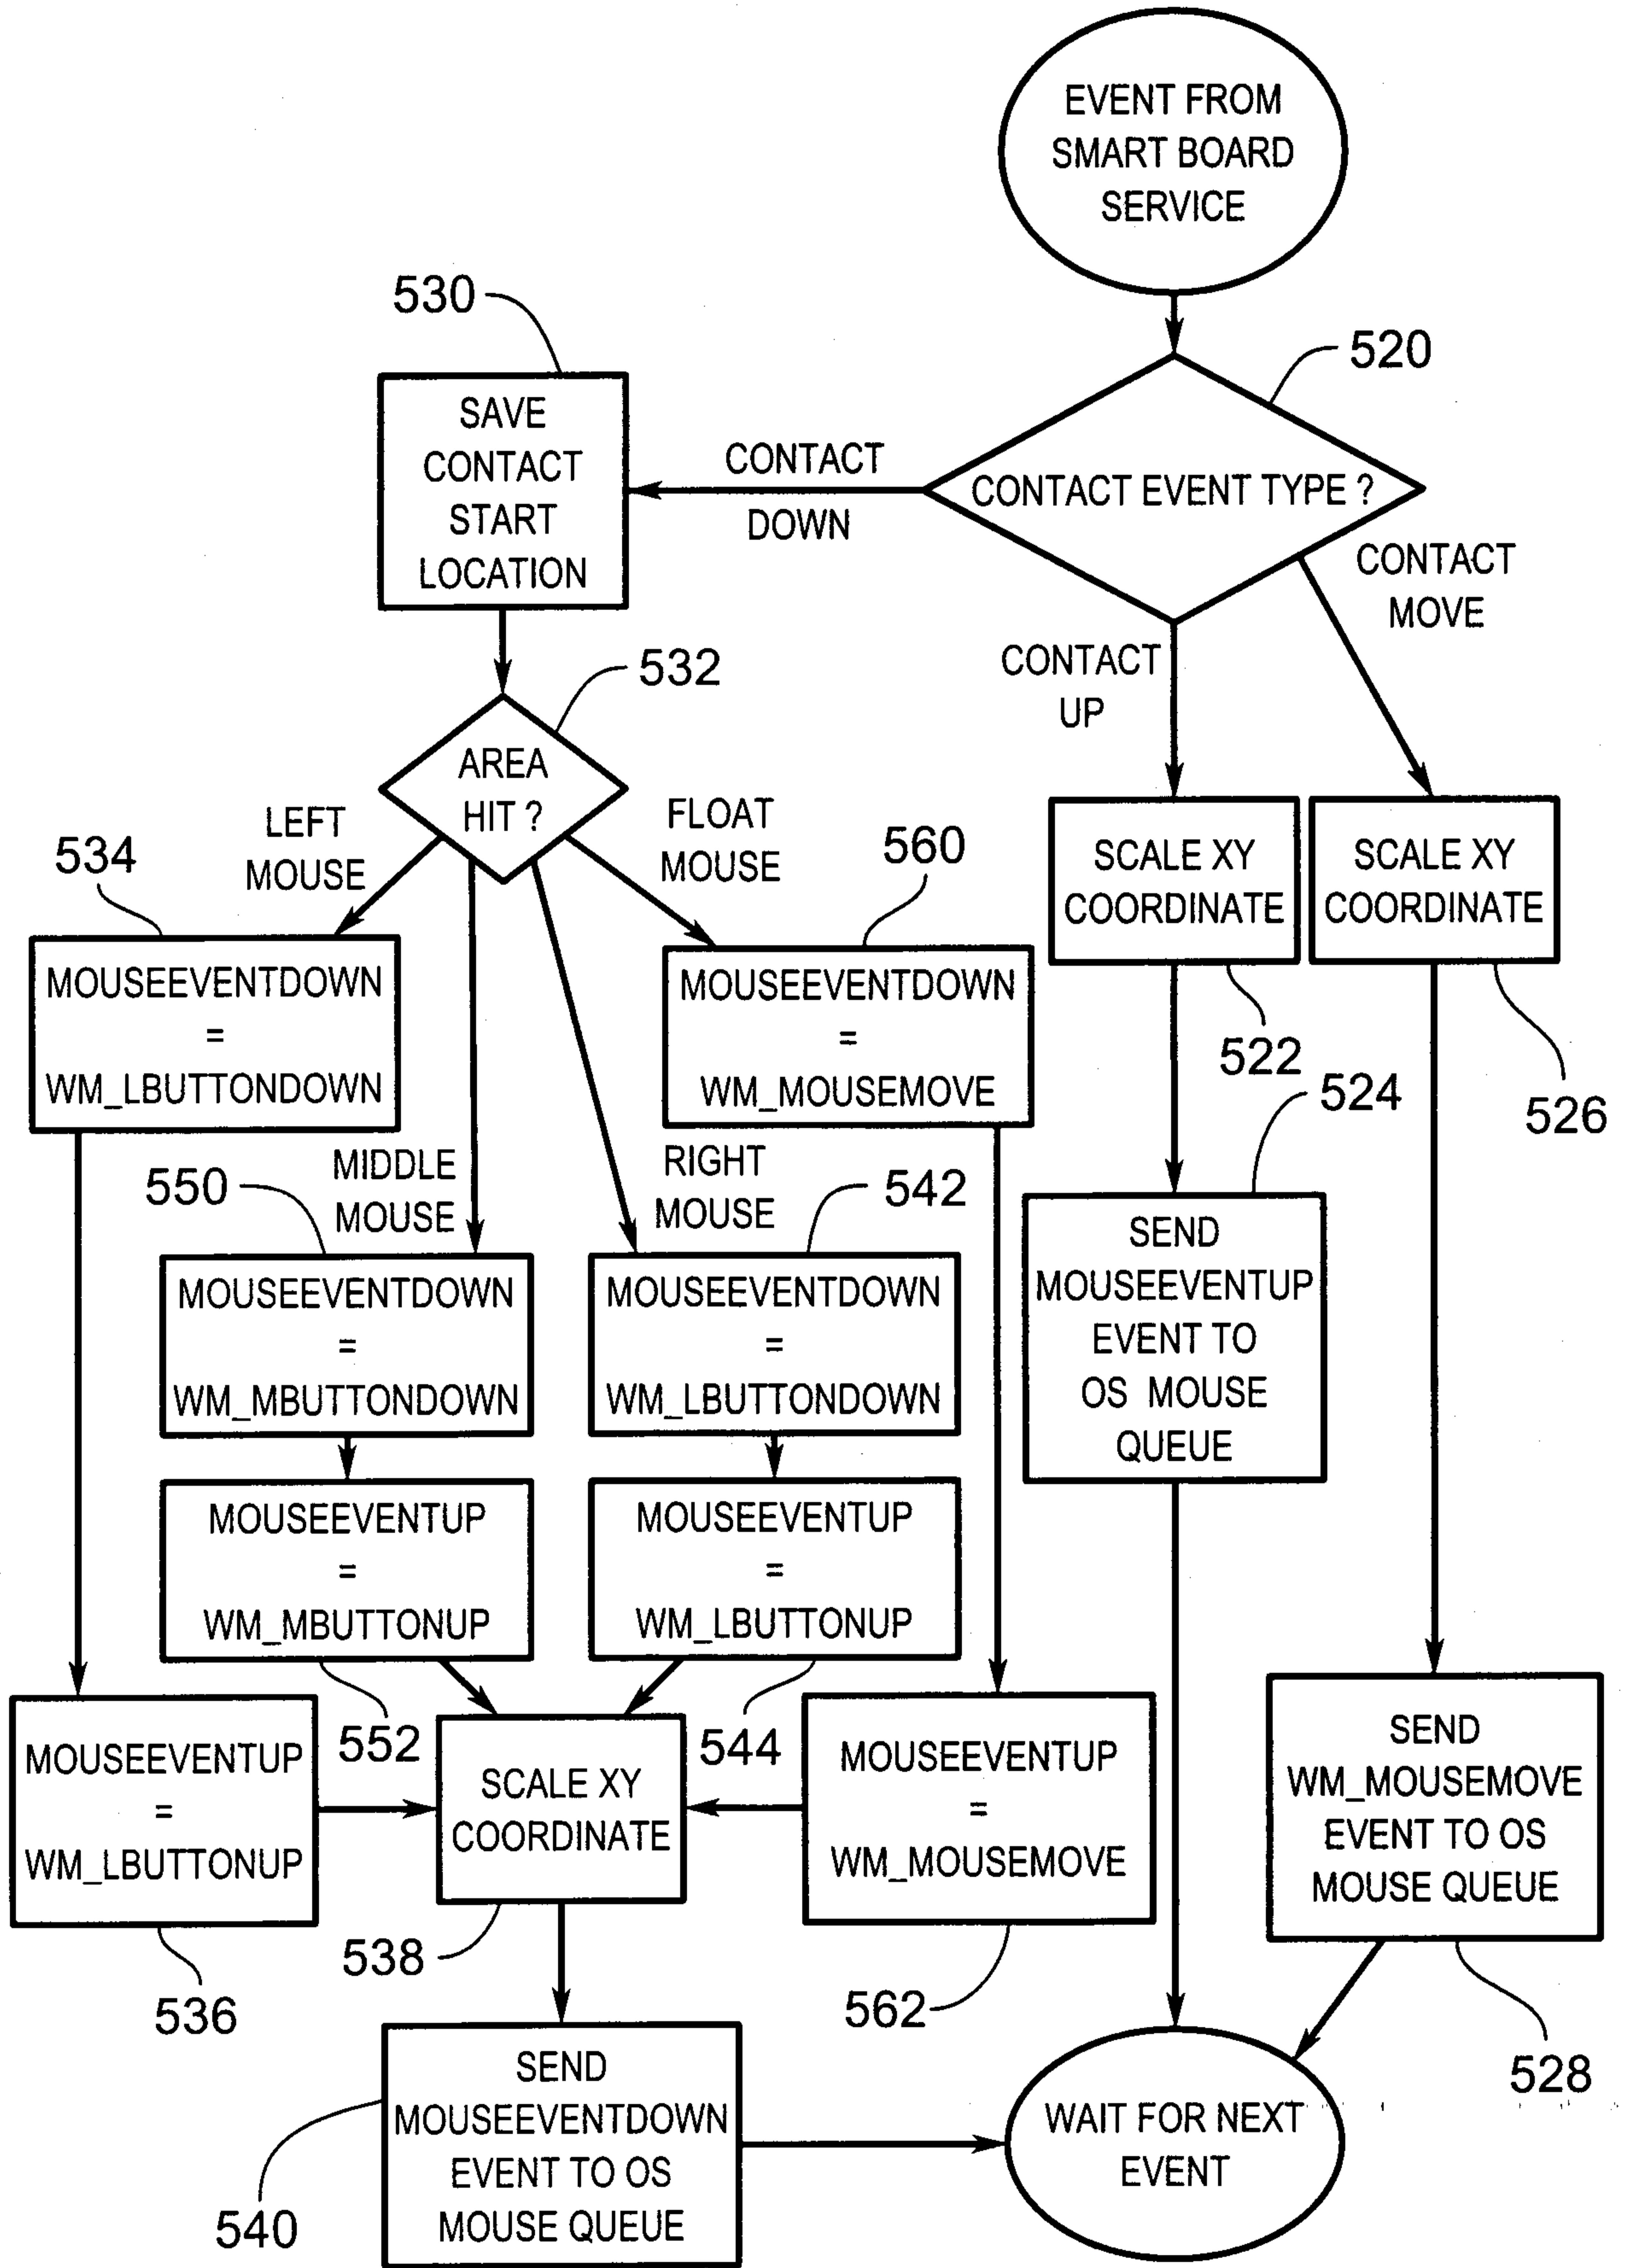 EVENT FROM
SMART BOARD
SERVICE
530
520
SAVE
CONTACT
START
LOCATION
CONTACT
DOWN
CONTACT EVENT TYPE ?
CONTACT
MOVE
CONTACT
UP
532
AREA
HIT ?
LEFT
MOUSE
FLOAT
MOUSE
534
560
SCALE XY
COORDINATE
SCALE XY
COORDINATE
MOUSEEVENTDOWN
=
WM_LBUTTONDOWN
MOUSEEVENTDOWN
=
WM_MOUSEMOVE
522
524
526
550
MIDDLE
MOUSE
RIGHT
MOUSE
542
MOUSEEVENTDOWN
=
WM_MBUTTONDOWN
MOUSEEVENTDOWN
=
WM_LBUTTONDOWN
SEND
MOUSEEVENTUP
EVENT TO
OS MOUSE
QUEUE
MOUSEEVENTUP
=
WM_MBUTTONUP
MOUSEEVENTUP
=
WM_LBUTTONUP
552
544
MOUSEEVENTUP
=
WM_LBUTTONUP
SCALE XY
COORDINATE
MOUSEEVENTUP
=
WM_MOUSEMOVE
SEND
WM_MOUSEMOVE
EVENT TO OS
MOUSE QUEUE
536
538
562
528
SEND
MOUSEEVENTDOWN
EVENT TO OS
MOUSE QUEUE
540
WAIT FOR NEXT
EVENT